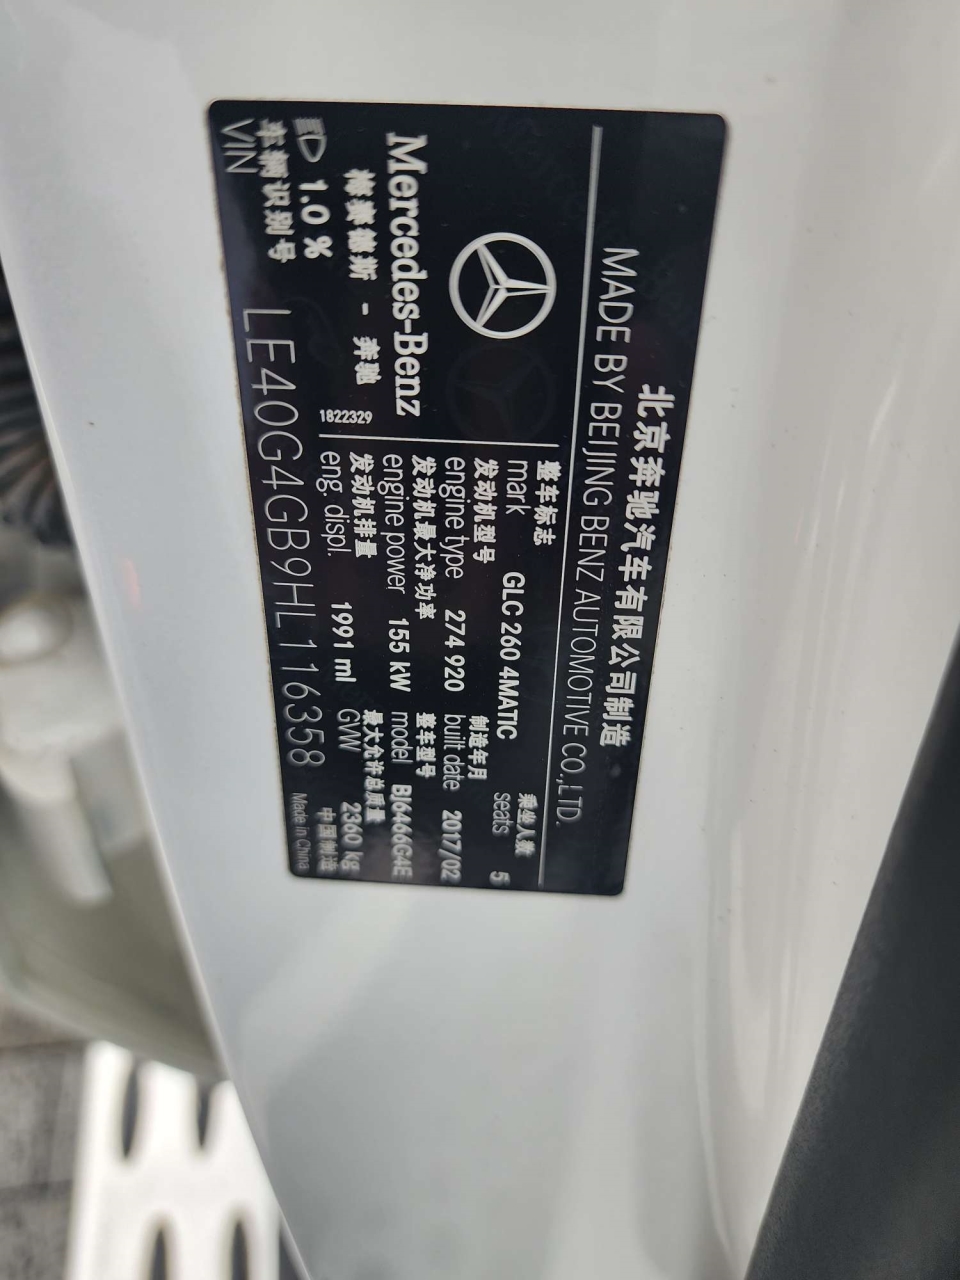 北京奔驰汽车有限公司制造
MADE BY BEIJING BENZ AUTOMOTIVE CO.,LTD.
Mercedes-Benz
梅赛德斯 - 奔驰
1.0 %
1822329
整车标志
mark GLC 260 4MATIC
乘坐人数
seats 5
发动机型号
engine type 274 920
制造年月
built date 2017/02
发动机最大净功率
engine power 155 kW
整车型号
model BJ6466G4E
发动机排量
eng. displ. 1991 ml
最大允许总质量
GVW 2360 kg
车辆识别号
VIN LE40G4GB9HL116358
中国制造
Made in China